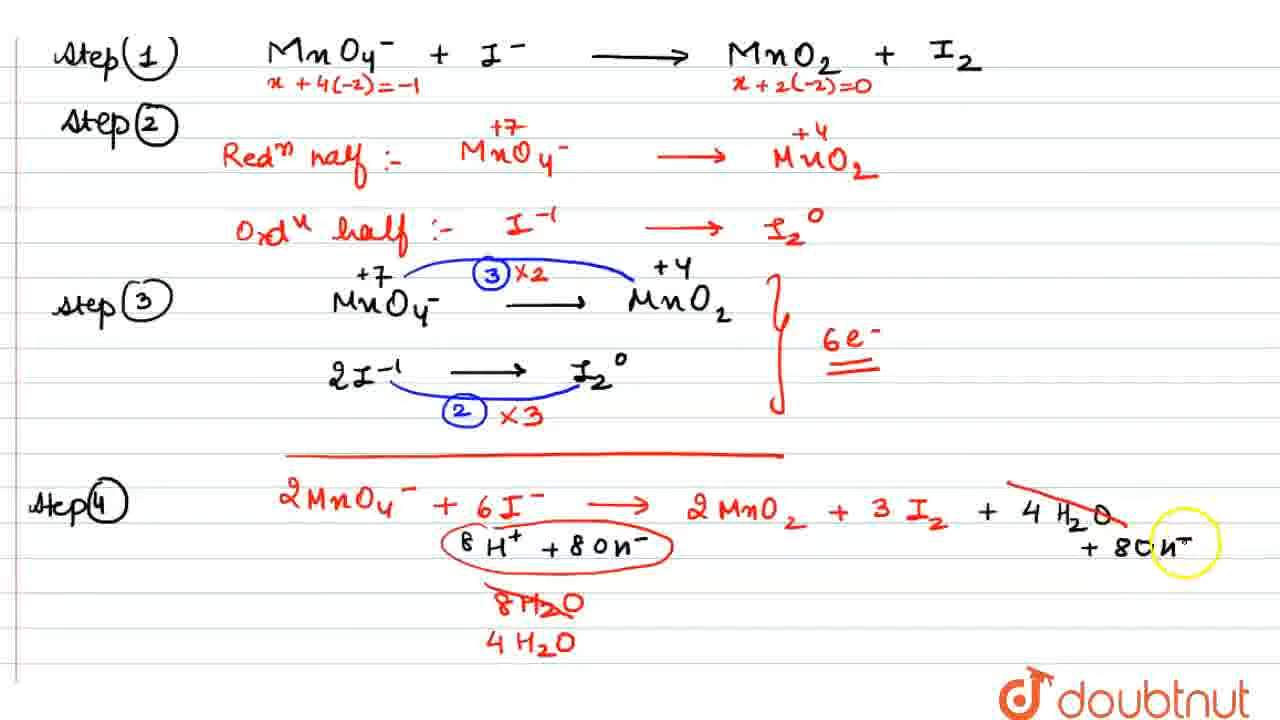 Step (1) MnO₄⁻ + I⁻ ⟶ MnO₂ + I₂
x + 4(-2) = -1 x + 2(-2) = 0
Step (2)
+7 +4
Redⁿ half :- MnO₄⁻ ⟶ MnO₂
Oxdⁿ half :- I⁻¹ ⟶ I₂⁰
+7 3 ×2 +4
Step (3) MnO₄⁻ ⟶ MnO₂
6e⁻
2I⁻¹ ⟶ I₂⁰
2 ×3
Step (4) 2MnO₄⁻ + 6I⁻ ⟶ 2MnO₂ + 3I₂ + 4H₂O
8H⁺ + 8OH⁻ + 8OH⁻
8H₂O
4H₂O
doubtnut